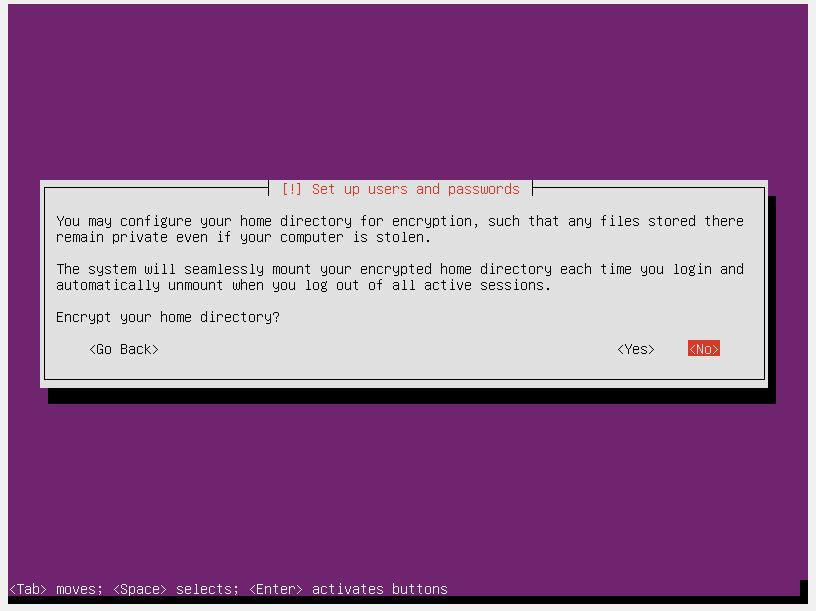 [!] Set up users and passwords
You may configure your home directory for encryption, such that any files stored there
remain private even if your computer is stolen.
The system will seamlessly mount your encrypted home directory each time you login and
automatically unmount when you log out of all active sessions.
Encrypt your home directory?
<Go Back> <Yes> <No>
<Tab> moves; <Space> selects; <Enter> activates buttons